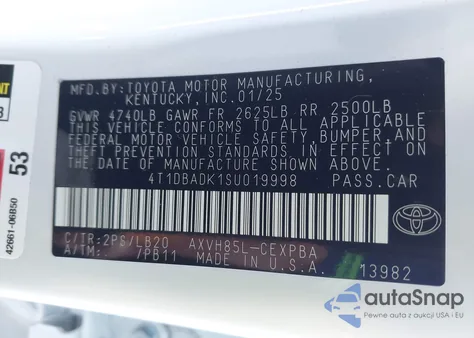 MFD.BY: TOYOTA MOTOR MANUFACTURING,
KENTUCKY, INC. 01/25
GVWR 4740LB GAWR FR 2625LB RR 2500LB
THIS VEHICLE CONFORMS TO ALL APPLICABLE
FEDERAL MOTOR VEHICLE SAFETY, BUMPER, AND
THEFT PREVENTION STANDARDS IN EFFECT ON
THE DATE OF MANUFACTURE SHOWN ABOVE.
4T1DBADK1SU019998 PASS.CAR
C/TR: 2PS/LB20 AXVH85L-CEXPBA
A/TM: 7PB11 MADE IN U.S.A. 13982
TOYOTA
53
42661-06850
autoSnap
Pewne auta z aukcji USA i EU